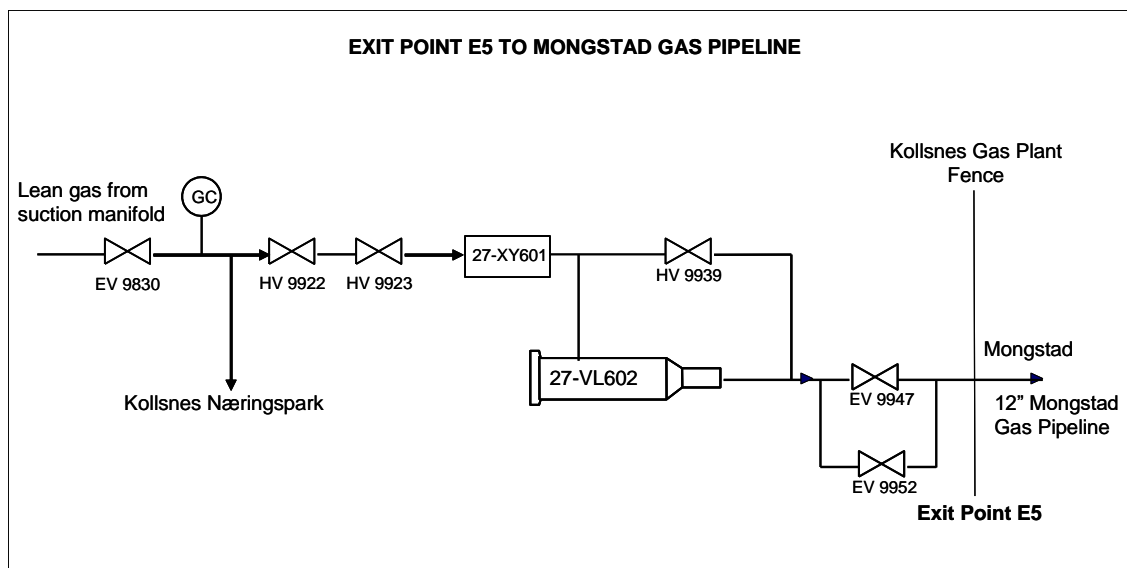 EXIT POINT E5 TO MONGSTAD GAS PIPELINE
Kollsnes Gas Plant
Fence
Lean gas from
suction manifold
GC
EV 9830
HV 9922
HV 9923
27-XY601
HV 9939
Kollsnes Næringspark
27-VL602
EV 9947
Mongstad
12” Mongstad
Gas Pipeline
EV 9952
Exit Point E5